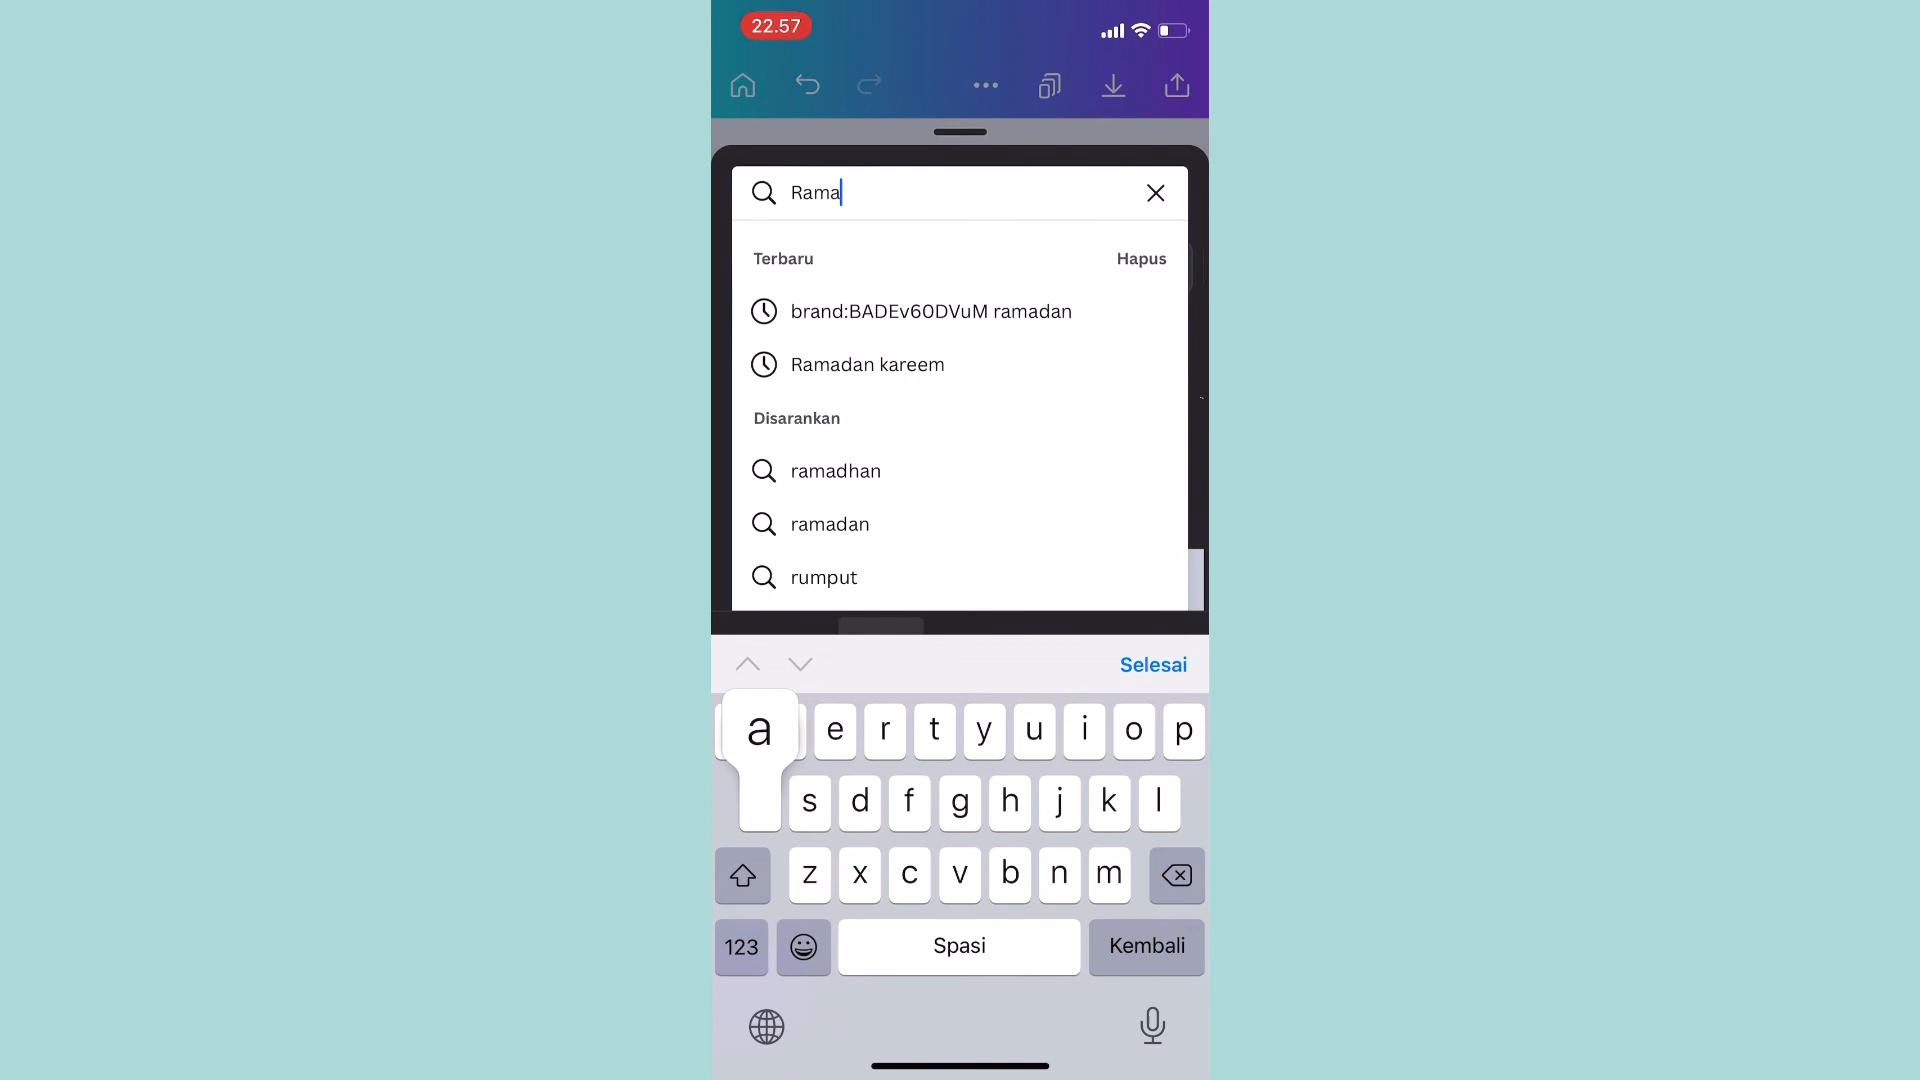 22.57
Rama
Terbaru Hapus
brand:BADEv60DVuM ramadan
Ramadan kareem
Disarankan
ramadhan
ramadan
rumput
Selesai
a e r t y u i o p
s d f g h j k l
z x c v b n m
123 Spasi Kembali